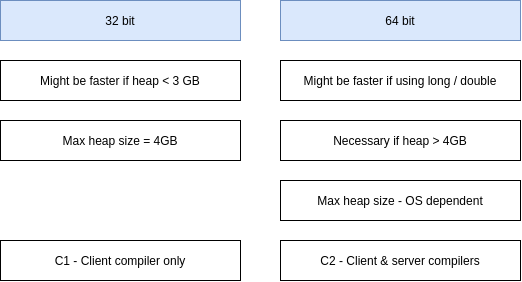 32 bit
64 bit
Might be faster if heap < 3 GB
Might be faster if using long / double
Max heap size = 4GB
Necessary if heap > 4GB
Max heap size - OS dependent
C1 - Client compiler only
C2 - Client & server compilers